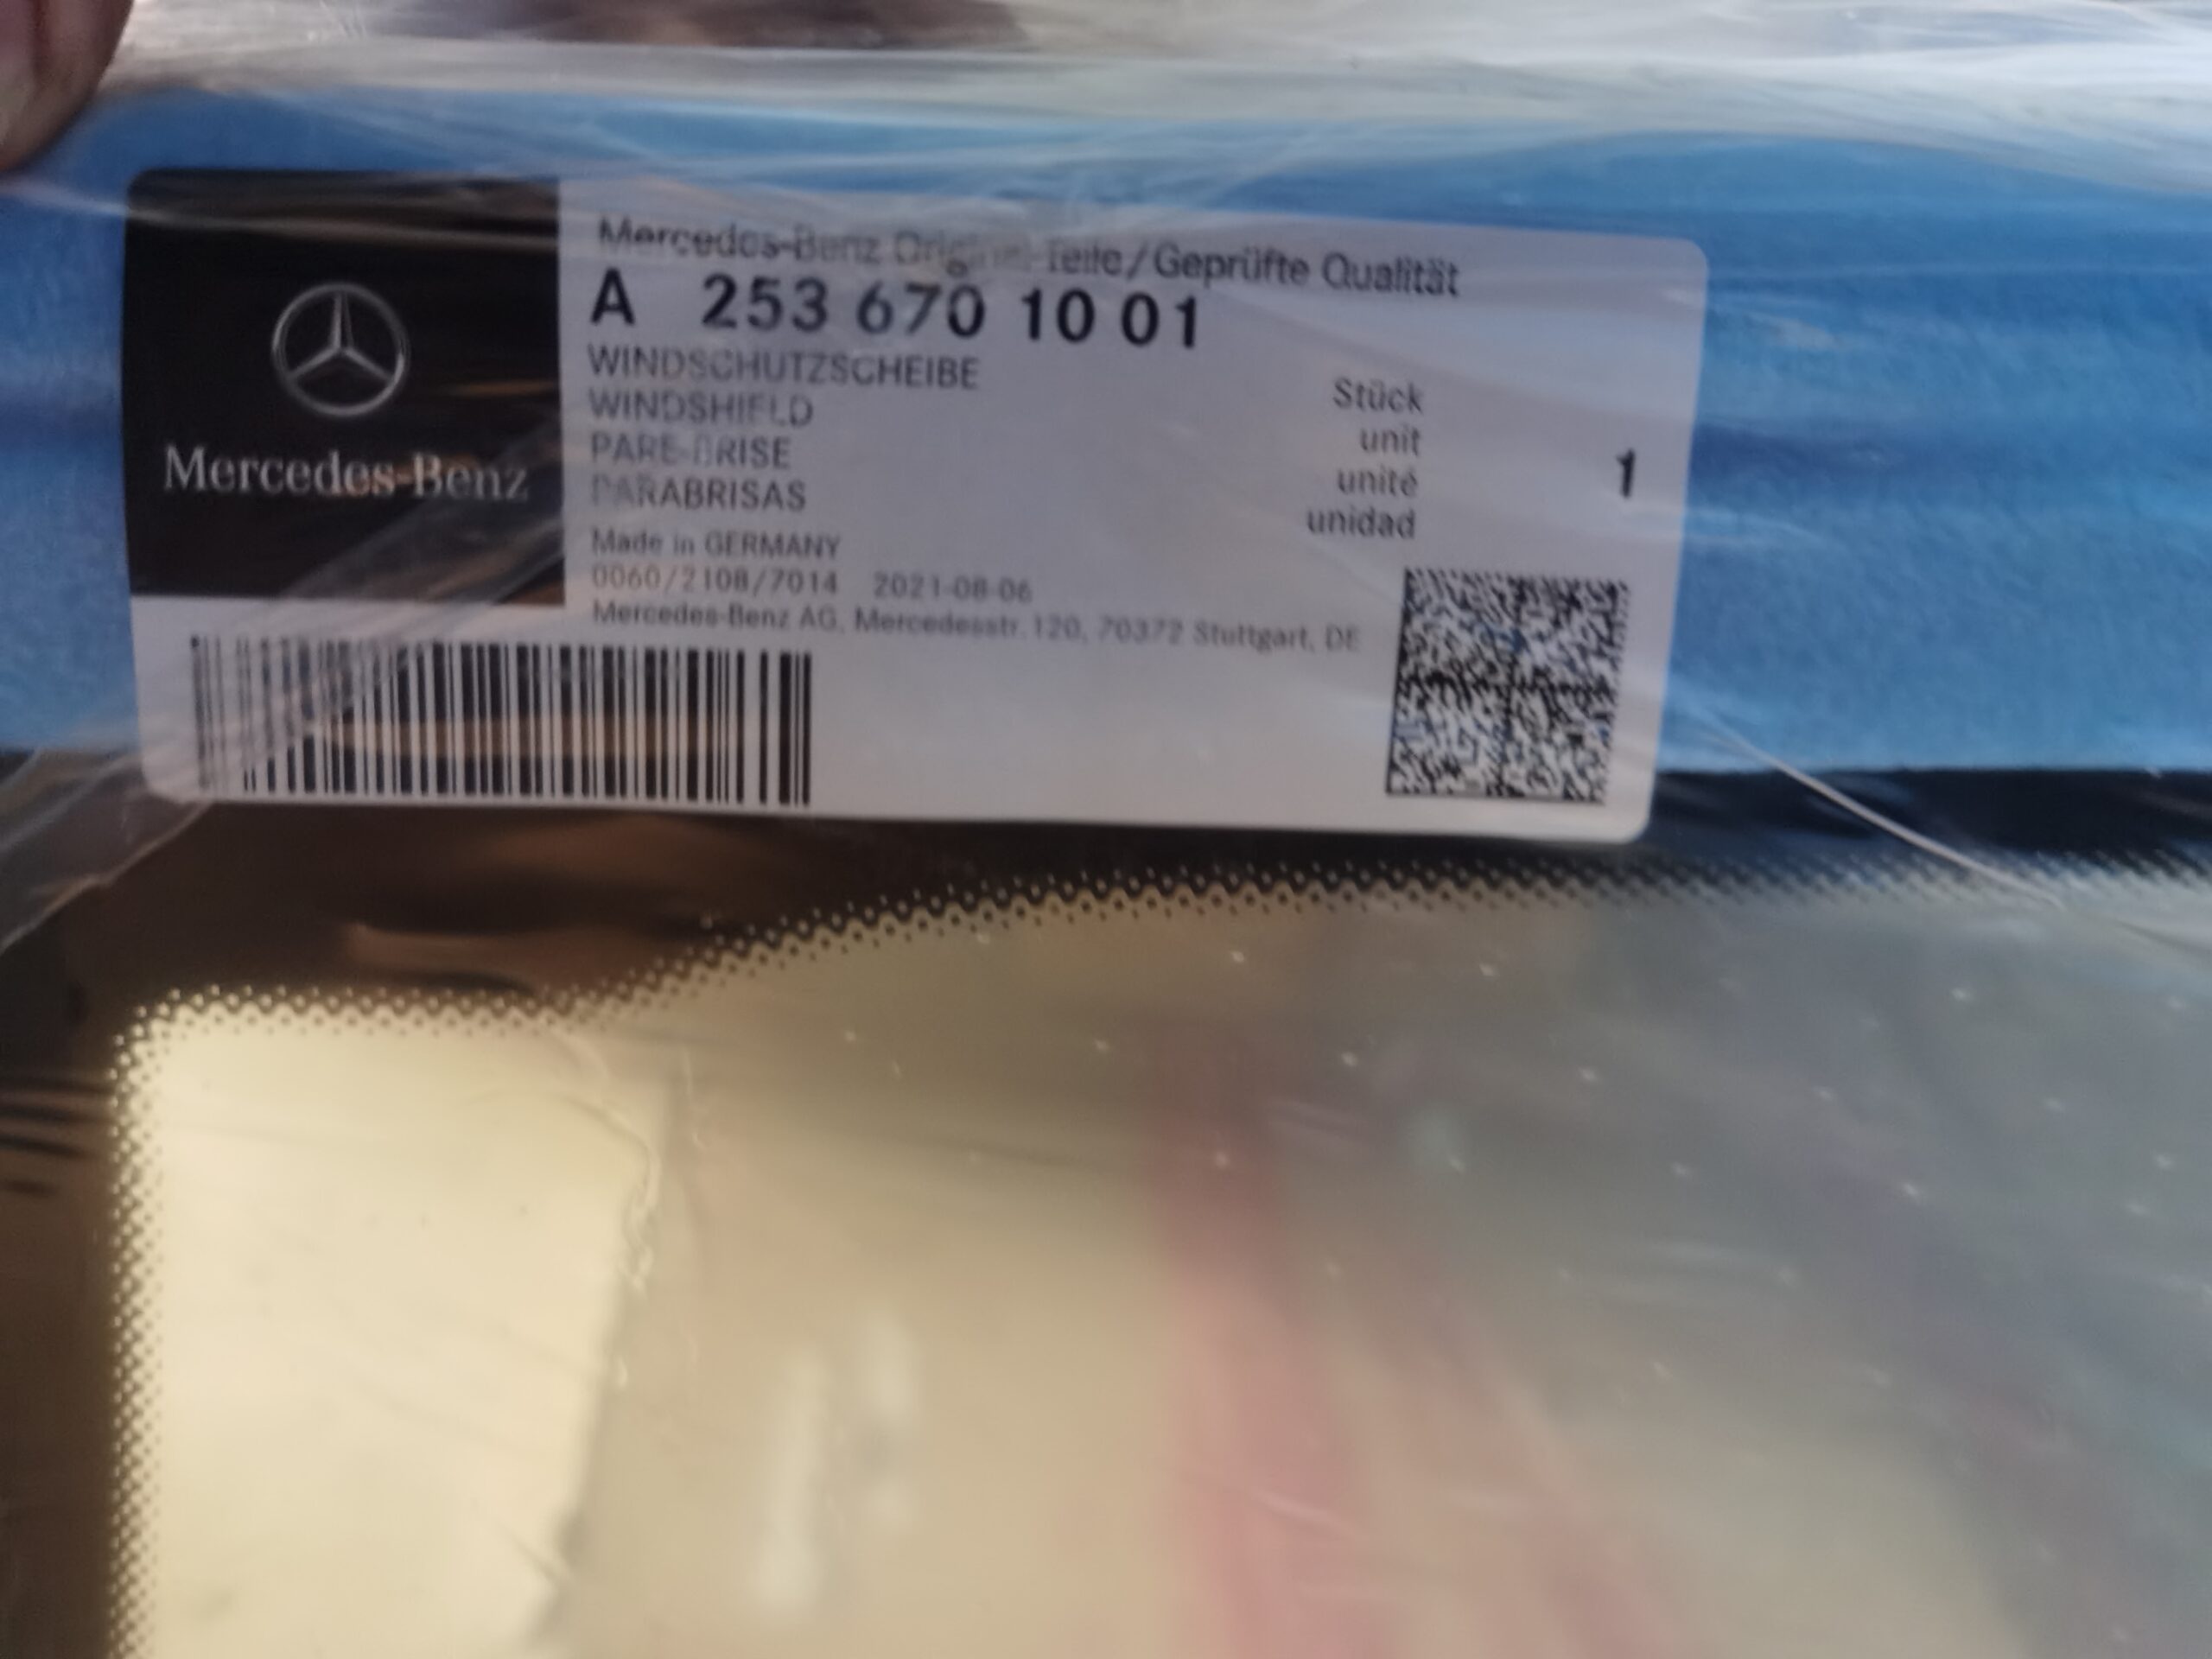 Mercedes-Benz Original-Teile/Geprüfte Qualität
A 253 670 10 01
WINDSCHUTZSCHEIBE
WINDSHIELD
PARE-BRISE
PARABRISAS
Stück
unit
unité
unidad
1
Mercedes-Benz
Made in GERMANY
0060/2108/7014 2021-08-06
Mercedes-Benz AG, Mercedesstr.120, 70372 Stuttgart, DE